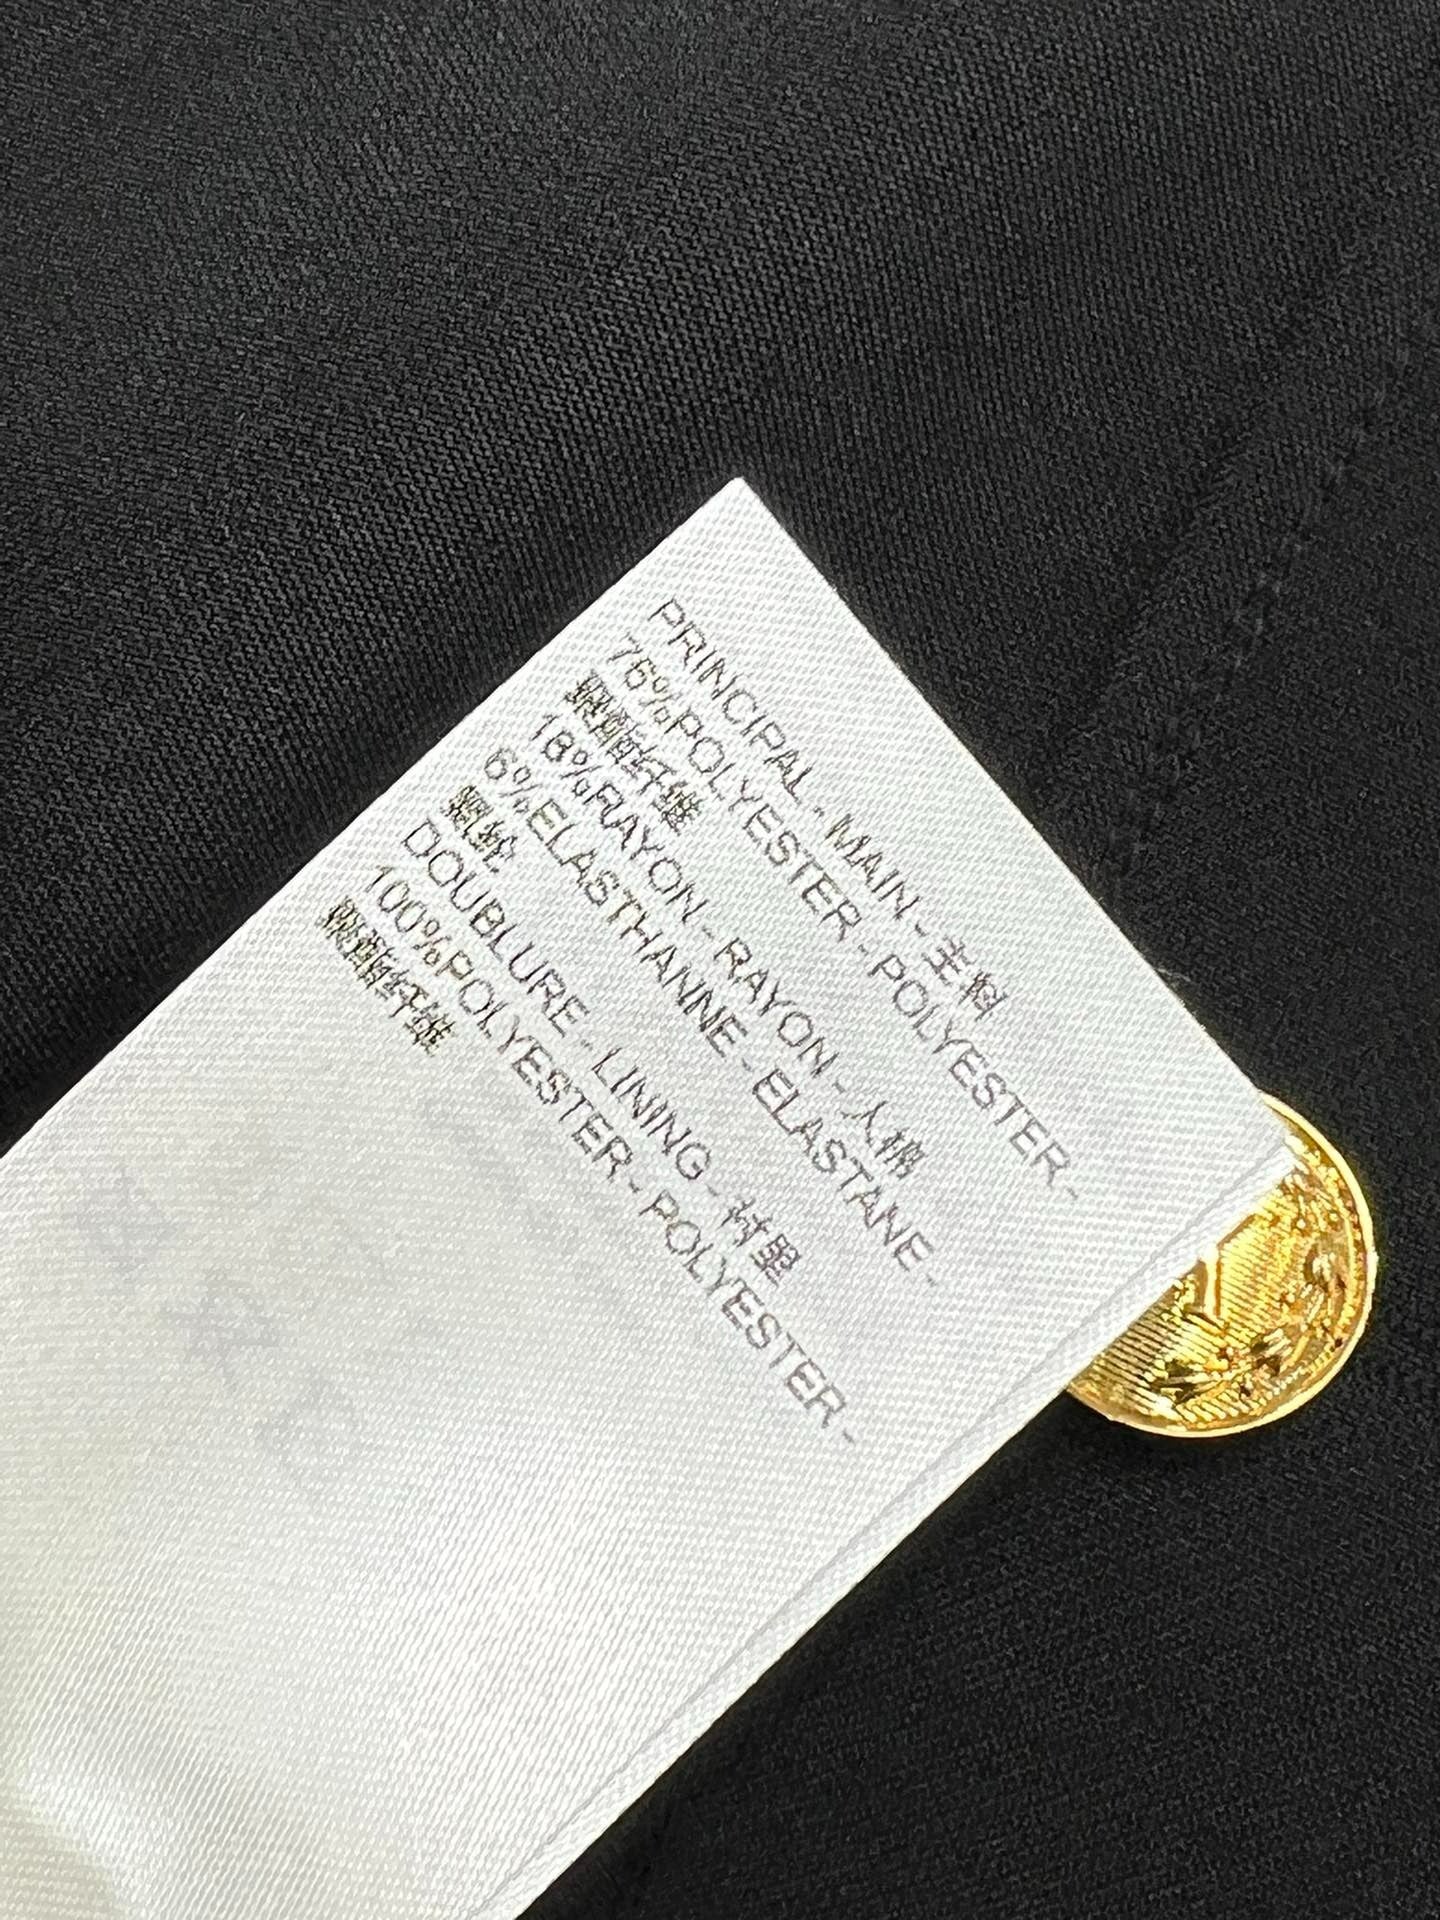 PRINCIPAL - MAIN - 主料
76%POLYESTER - POLYESTER -
聚酯纤维
18%RAYON - RAYON - 人棉
6%ELASTHANNE - ELASTANE -
氨纶
DOUBLURE - LINING - 衬里
100%POLYESTER - POLYESTER -
聚酯纤维